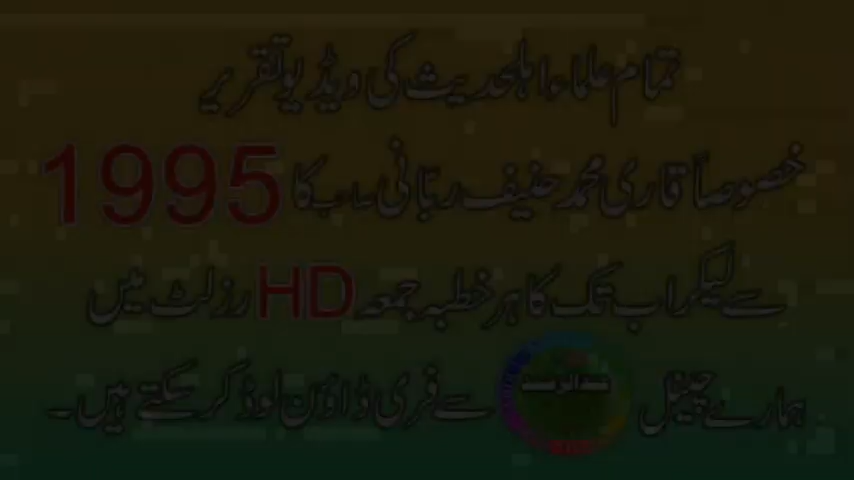 تمام علماء اہلحدیث کی ویڈیو تقریر
خصوصاً قاری محمد حنیف ربانی صاحب کا 1995
سے لیکر اب تک کا ہر خطبہ جمعہ HD رزلٹ میں
ہمارے چینل سے فری ڈاؤن لوڈ کر سکتے ہیں۔